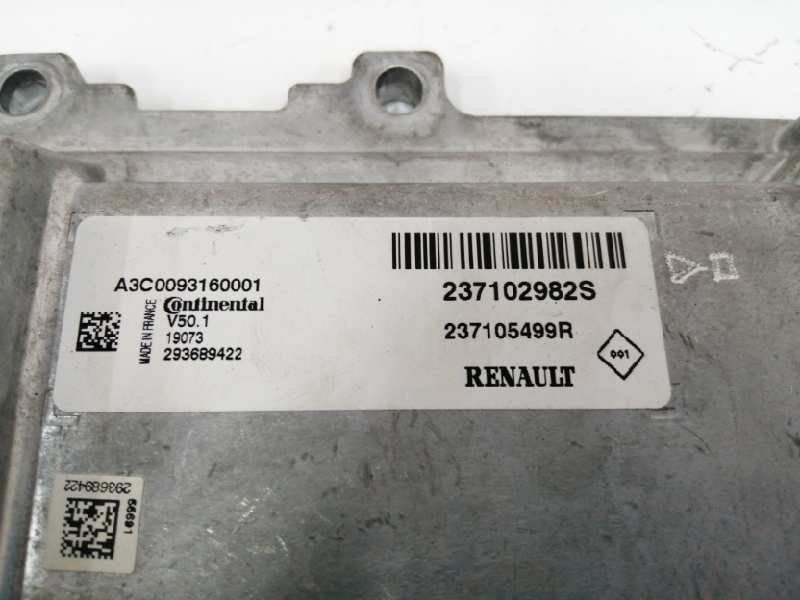 A3C0093160001
Continental
V50.1
19073
293689422
MADE IN FRANCE
237102982S
237105499R
RENAULT
001
293689422
56691